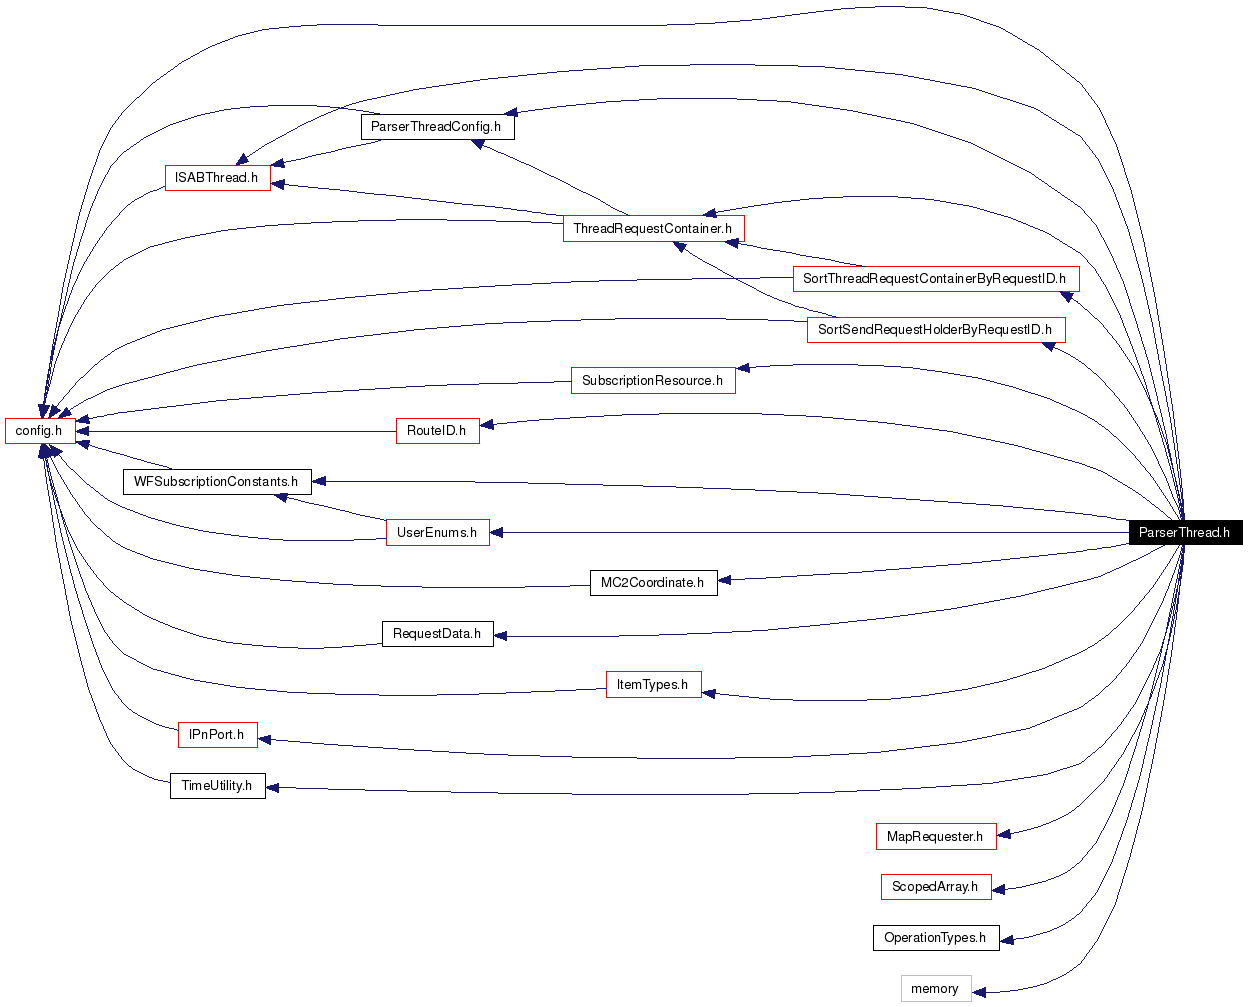 ParserThreadConfig.h
ISABThread.h
ThreadRequestContainer.h
SortThreadRequestContainerByRequestID.h
SortSendRequestHolderByRequestID.h
SubscriptionResource.h
config.h
RouteID.h
WFSubscriptionConstants.h
UserEnums.h
ParserThread.h
MC2Coordinate.h
RequestData.h
ItemTypes.h
IPnPort.h
TimeUtility.h
MapRequester.h
ScopedArray.h
OperationTypes.h
memory